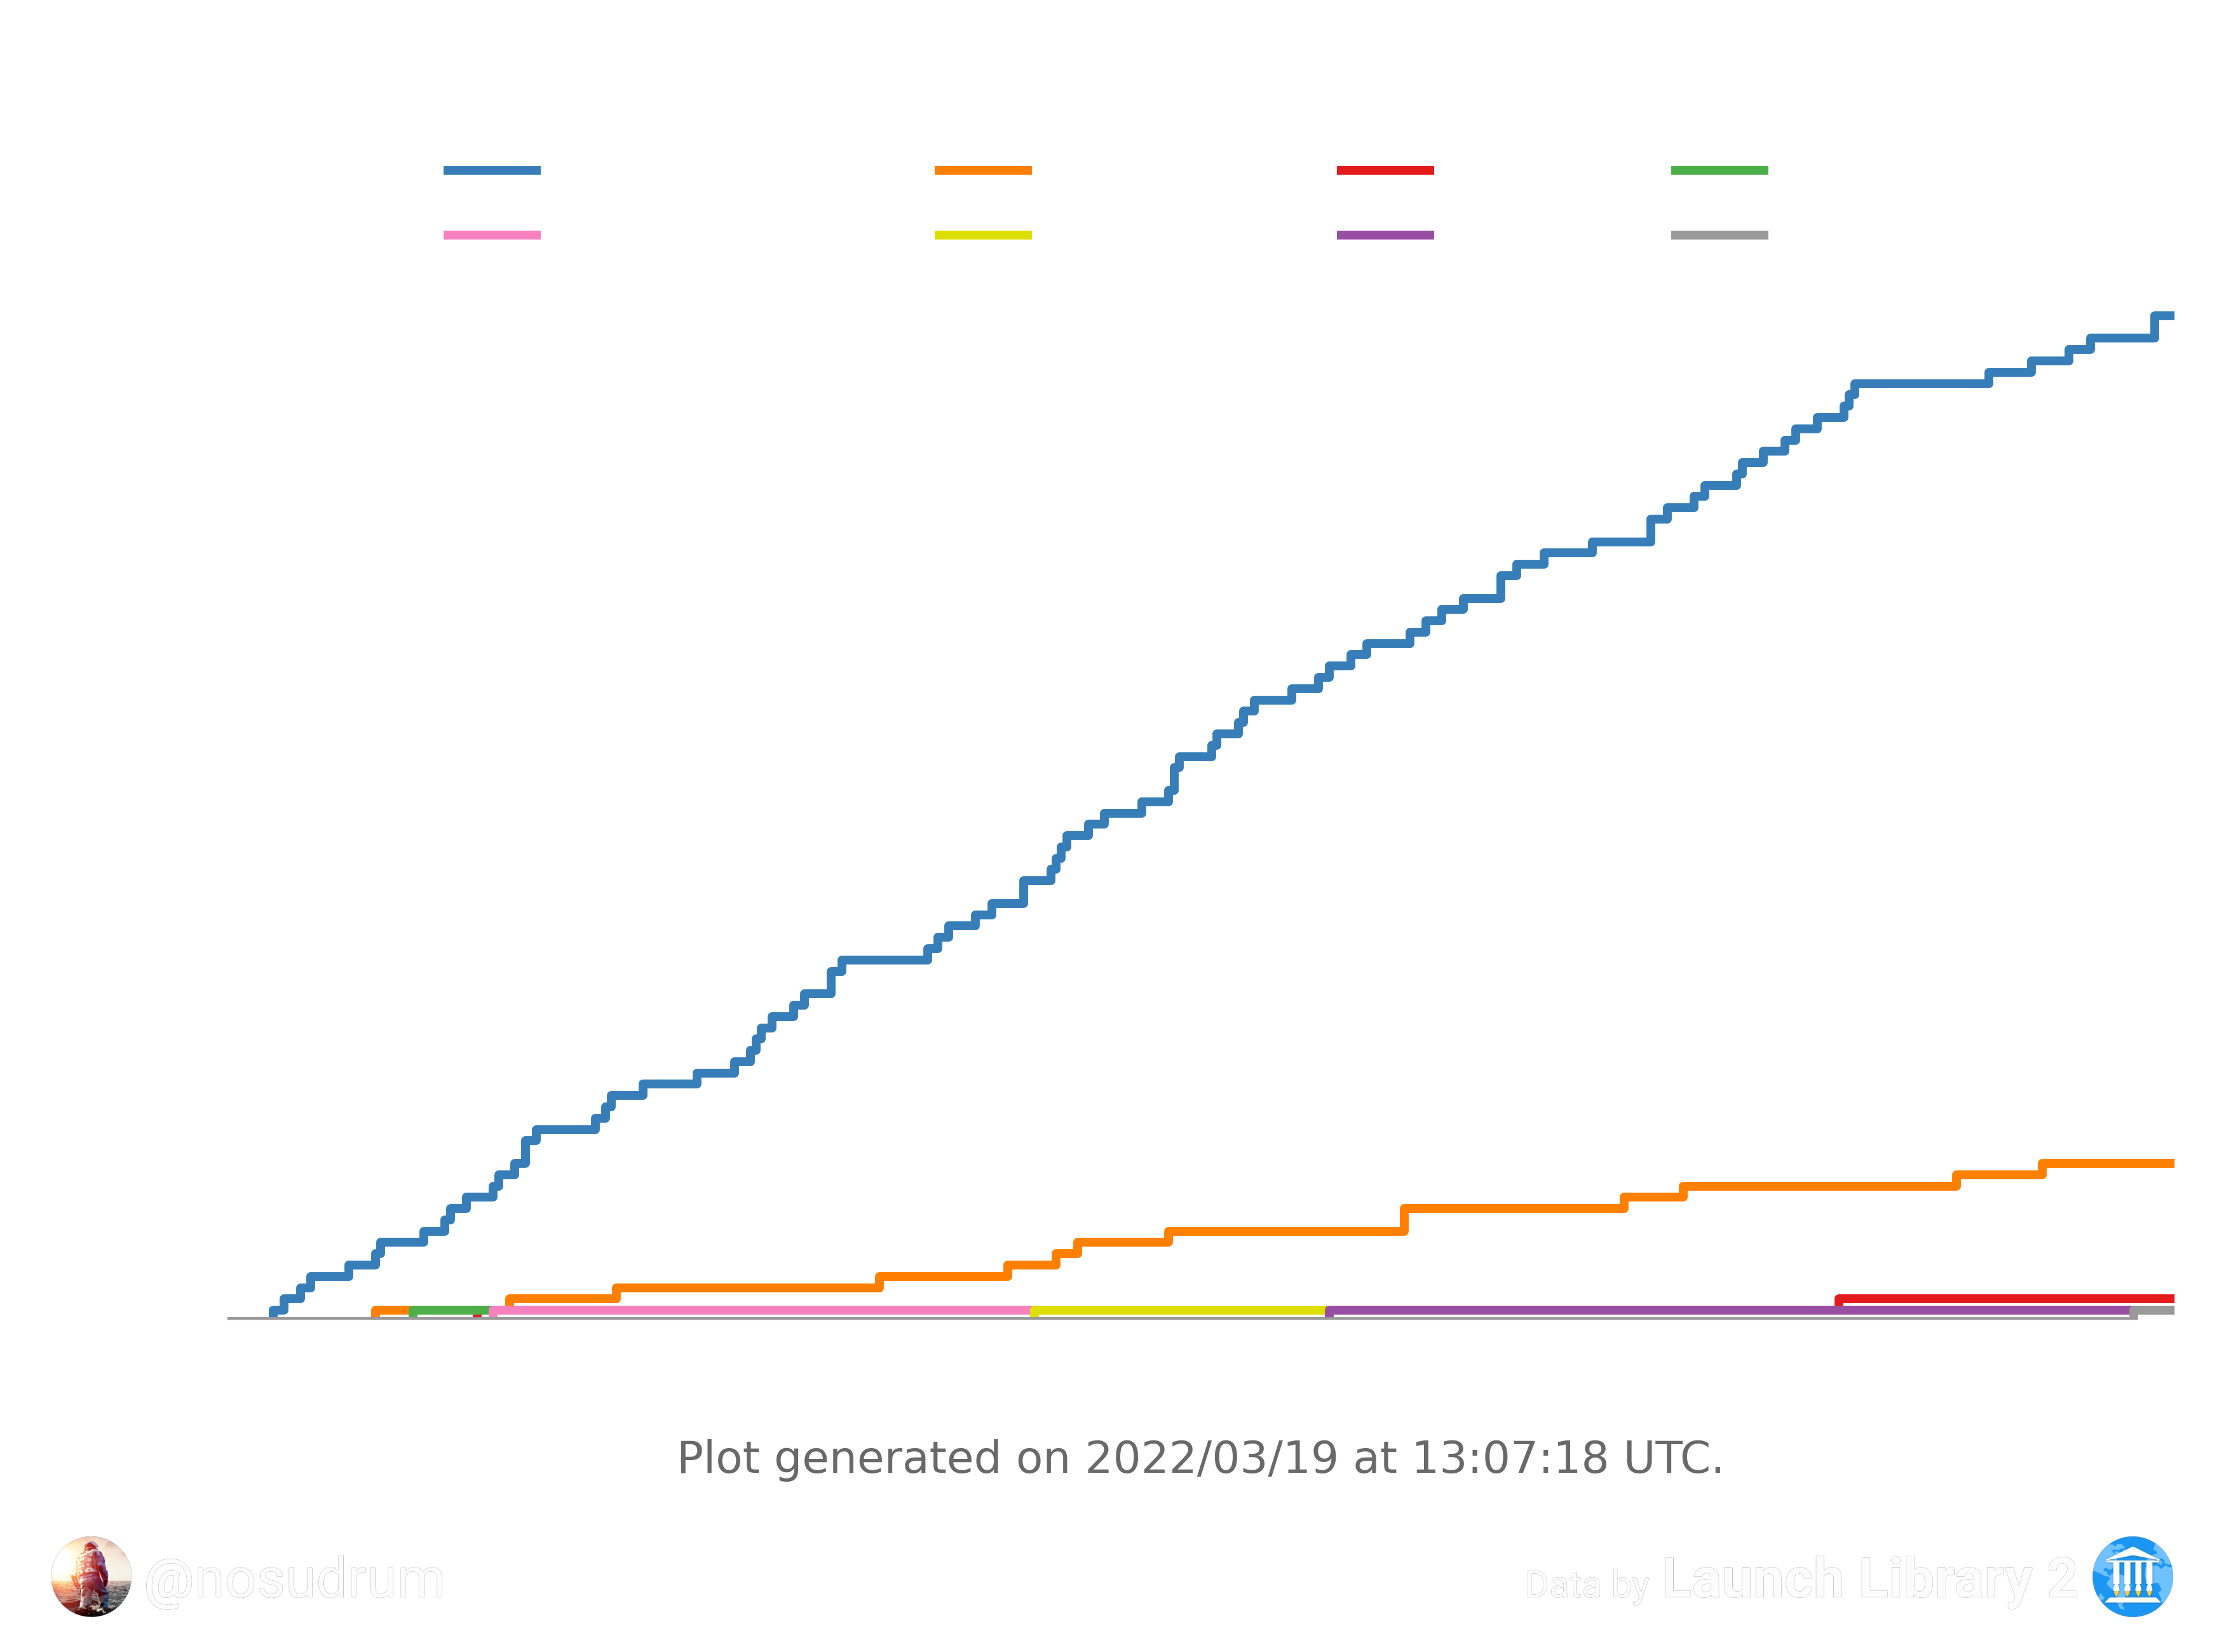 Plot generated on 2022/03/19 at 13:07:18 UTC.
@nosudrum
Data by Launch Library 2